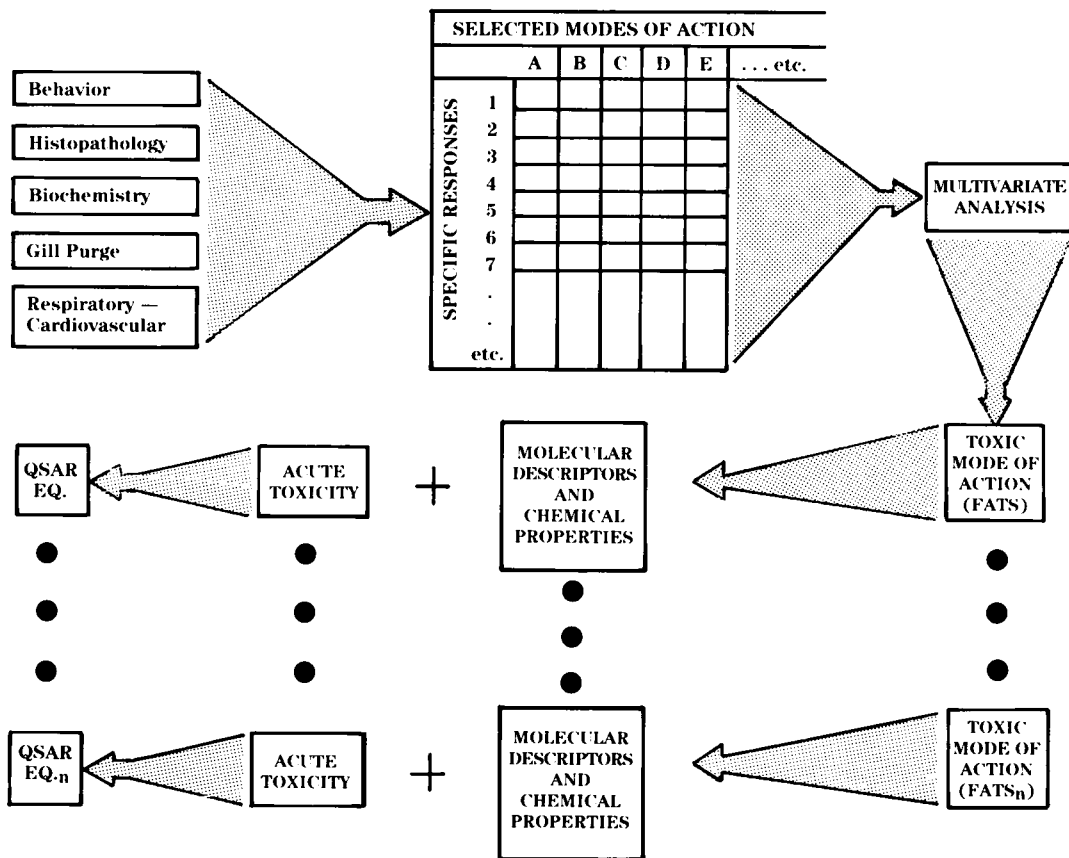 SELECTED MODES OF ACTION
A B C D E ... etc.
SPECIFIC RESPONSES
1
2
3
4
5
6
7
.
.
etc.
Behavior
Histopathology
Biochemistry
Gill Purge
Respiratory —
Cardiovascular
MULTIVARIATE
ANALYSIS
QSAR
EQ.
ACUTE
TOXICITY
+
MOLECULAR
DESCRIPTORS
AND
CHEMICAL
PROPERTIES
TOXIC
MODE OF
ACTION
(FATS)
QSAR
EQ.n
ACUTE
TOXICITY
+
MOLECULAR
DESCRIPTORS
AND
CHEMICAL
PROPERTIES
TOXIC
MODE OF
ACTION
(FATSn)